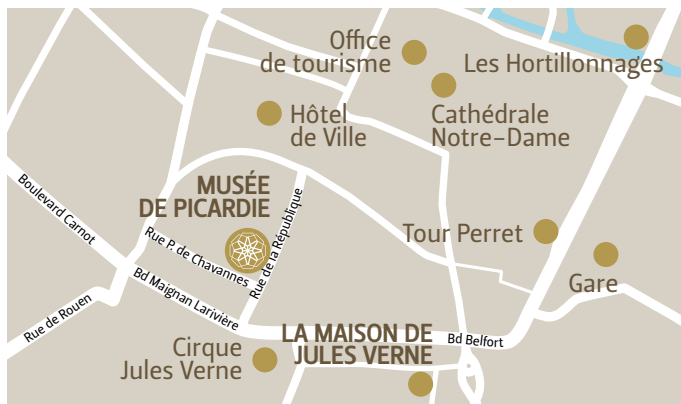 Office
de tourisme
Les Hortillonnages
Hôtel
de Ville
Cathédrale
Notre-Dame
Boulevard Carnot
MUSÉE
DE PICARDIE
Rue P. de Chavannes
Rue de la République
Tour Perret
Gare
Rue de Rouen
Bd Maignan Larivière
Cirque
Jules Verne
LA MAISON DE
JULES VERNE
Bd Belfort